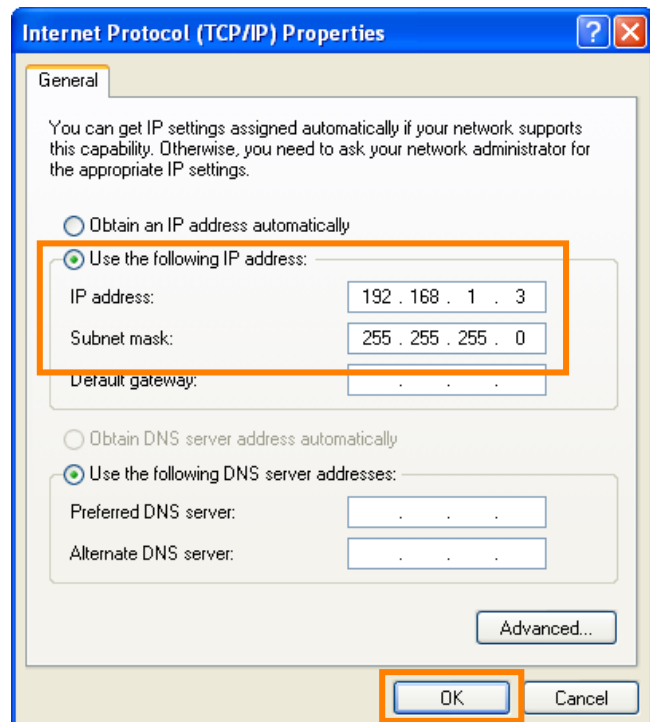 Internet Protocol (TCP/IP) Properties
General
You can get IP settings assigned automatically if your network supports
this capability. Otherwise, you need to ask your network administrator for
the appropriate IP settings.
Obtain an IP address automatically
Use the following IP address:
IP address: 192 . 168 . 1 . 3
Subnet mask: 255 . 255 . 255 . 0
Default gateway: . . .
Obtain DNS server address automatically
Use the following DNS server addresses:
Preferred DNS server: . . .
Alternate DNS server: . . .
Advanced...
OK Cancel